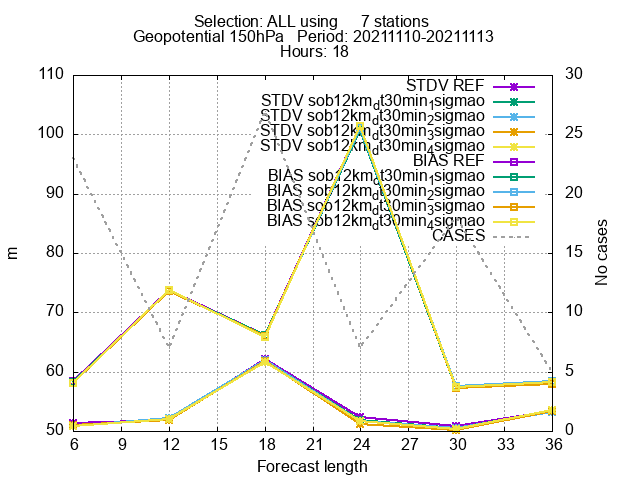 Selection: ALL using 7 stations
Geopotential 150hPa Period: 20211110-20211113
Hours: 18
STDV REF
STDV sob12kmdt30min1sigmao
STDV sob12kmdt30min2sigmao
STDV sob12kmdt30min3sigmao
STDV sob12kmdt30min4sigmao
BIAS REF
BIAS sob12kmdt30min1sigmao
BIAS sob12kmdt30min2sigmao
BIAS sob12kmdt30min3sigmao
BIAS sob12kmdt30min4sigmao
CASES
110
100
90
80
70
60
50
m
30
25
20
15
10
5
0
No cases
6 9 12 15 18 21 24 27 30 33 36
Forecast length